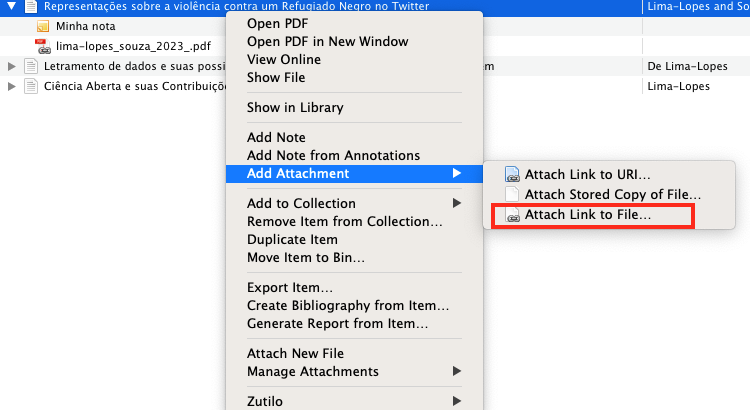 Representações sobre a violência contra um Refugiado Negro no Twitter
Lima-Lopes and So
Minha nota
lima-lopes_souza_2023_.pdf
Letramento de dados e suas possi
em
De Lima-Lopes
Ciência Aberta e suas Contribuiçõ
Lima-Lopes
Open PDF
Open PDF in New Window
View Online
Show File
Show in Library
Add Note
Add Note from Annotations
Add Attachment
Add to Collection
Remove Item from Collection...
Duplicate Item
Move Item to Bin...
Export Item...
Create Bibliography from Item...
Generate Report from Item...
Attach New File
Manage Attachments
Zutilo
Attach Link to URI...
Attach Stored Copy of File...
Attach Link to File...